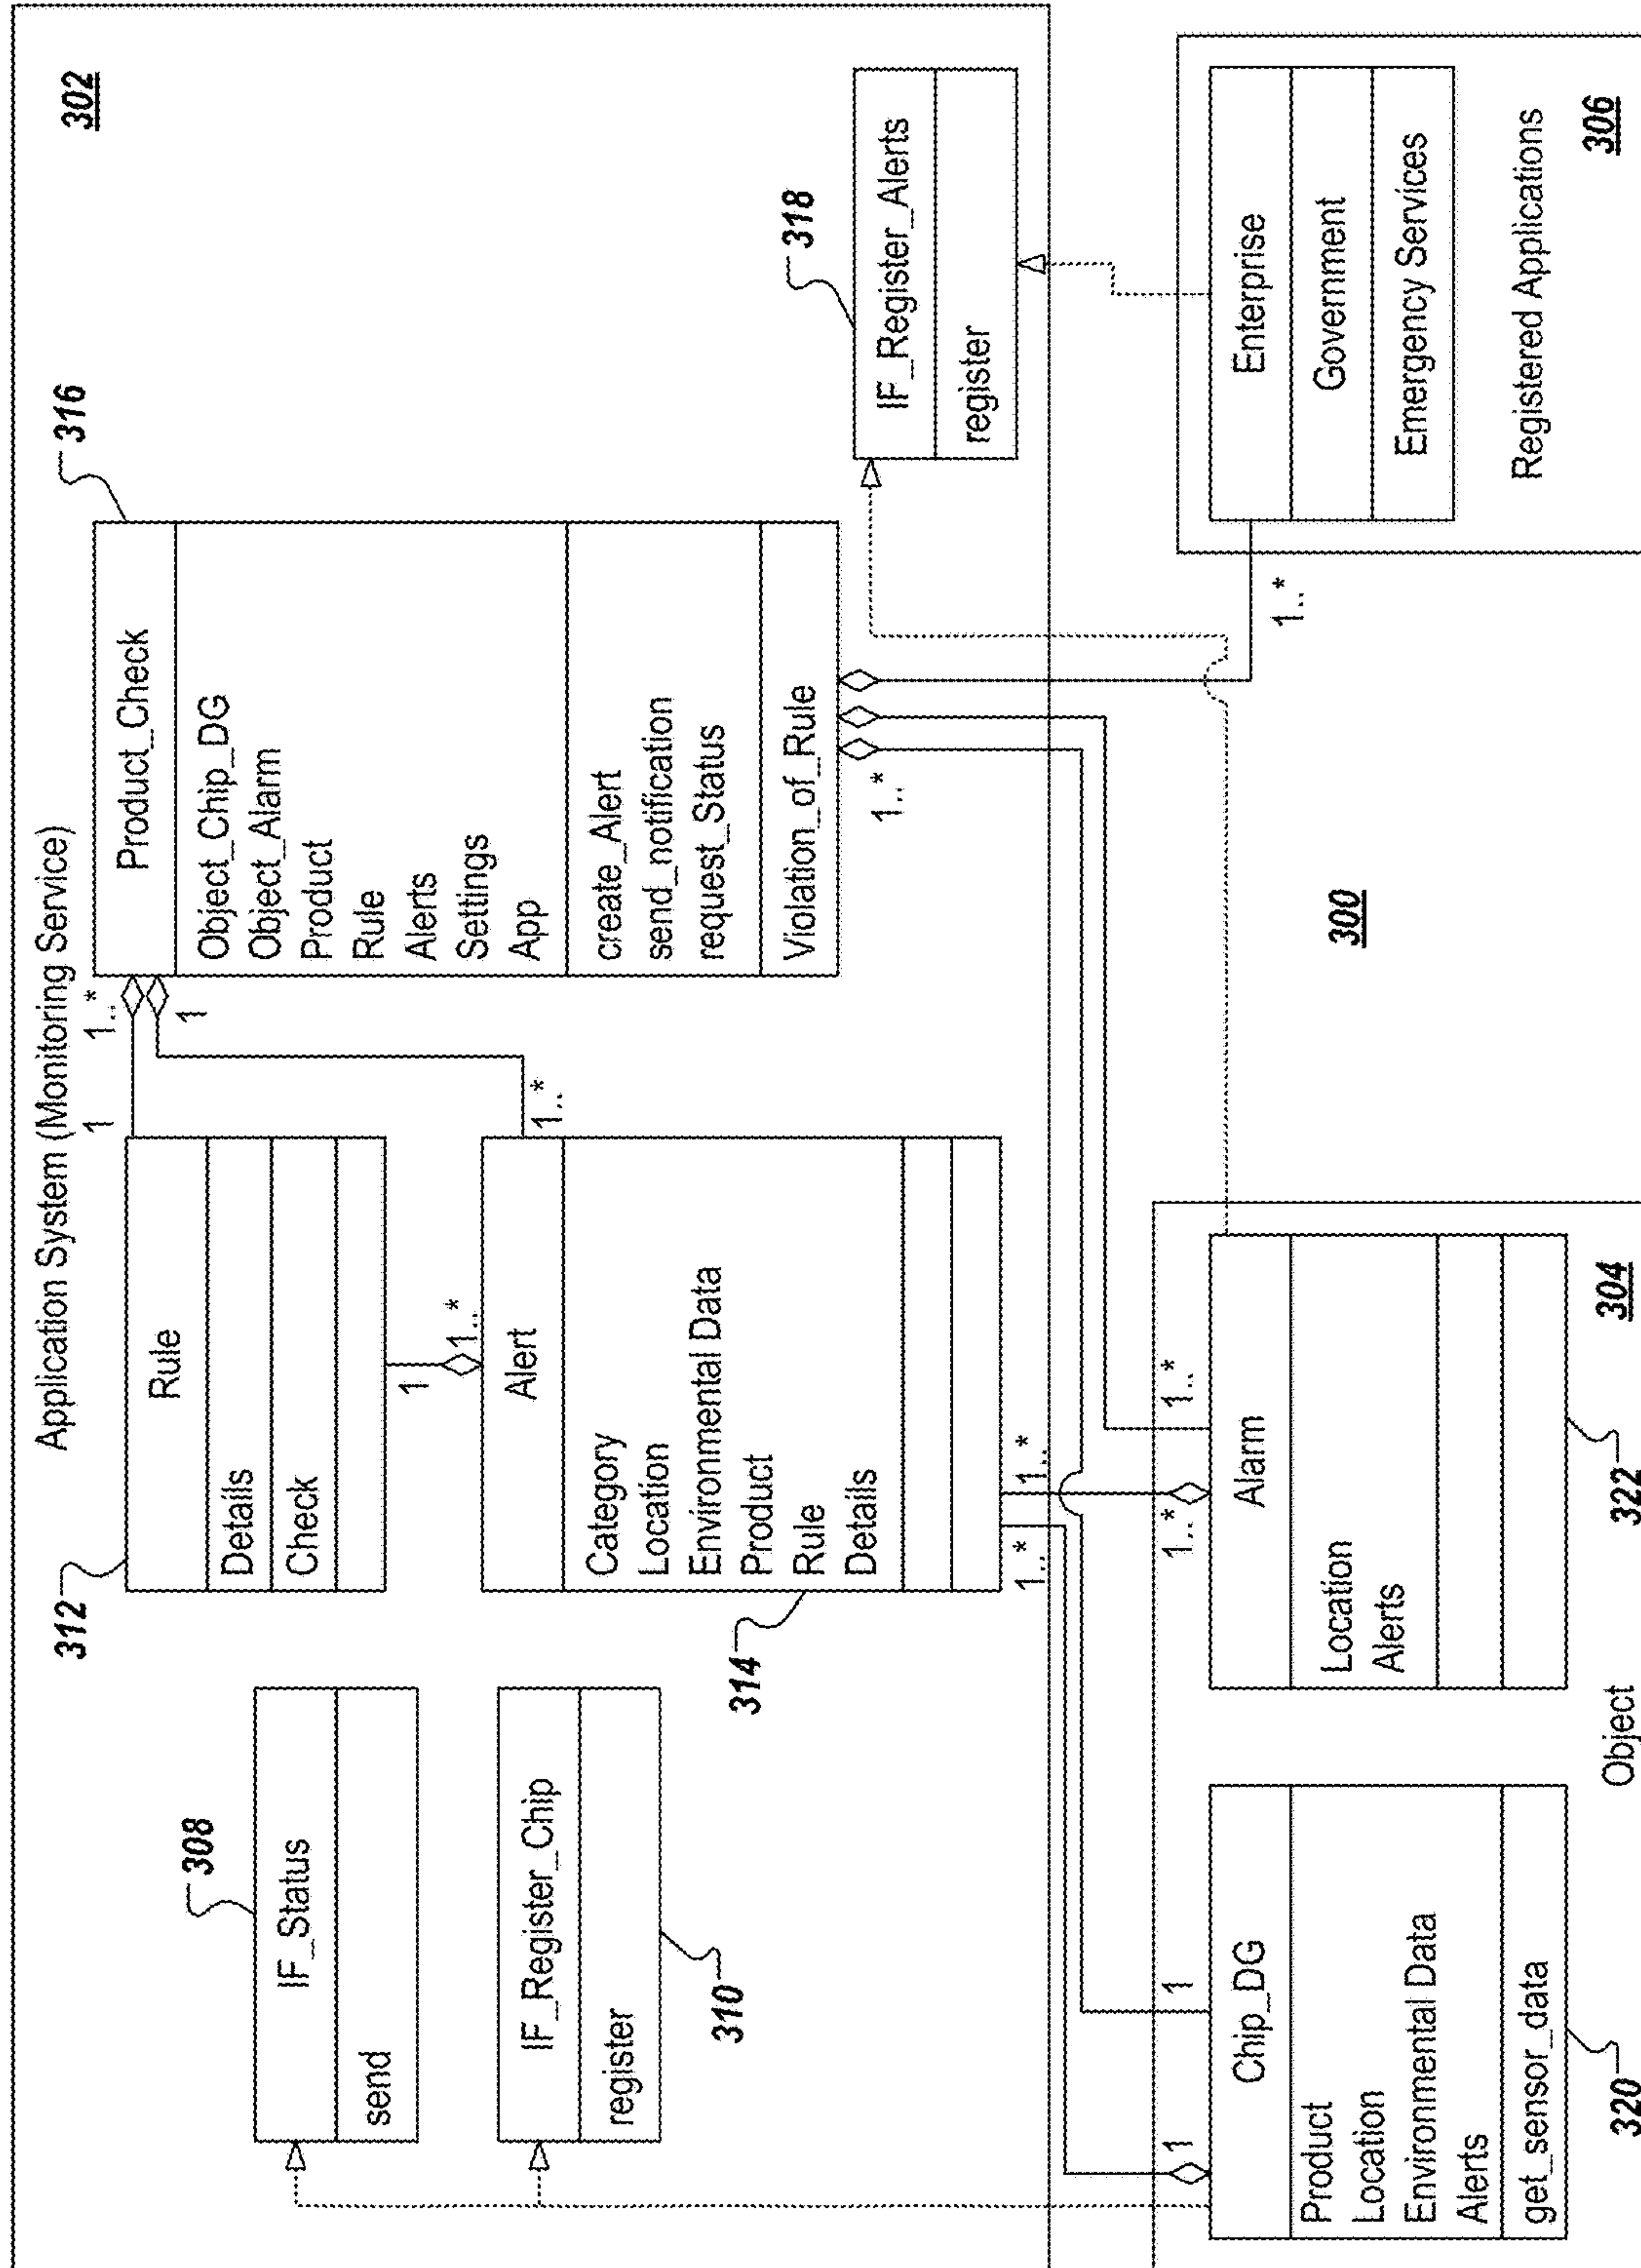 Application System (Monitoring Service)
302
308
IF_Status
send
IF_Register_Chip
register
310
312
Rule
Details
Check
1
1..*
1
1..*
Alert
Category
Location
Environmental Data
Product
Rule
Details
314
1..*
1
1..*
1..*
316
Product_Check
Object_Chip_DG
Object_Alarm
Product
Rule
Alerts
Settings
App
create_Alert
send_notification
request_Status
Violation_of_Rule
1..*
318
IF_Register_Alerts
register
1
1
Chip_DG
Product
Location
Environmental Data
Alerts
get_sensor_data
320
1..*
1..*
Alarm
Location
Alerts
322
Object
304
300
1..*
Enterprise
Government
Emergency Services
Registered Applications
306